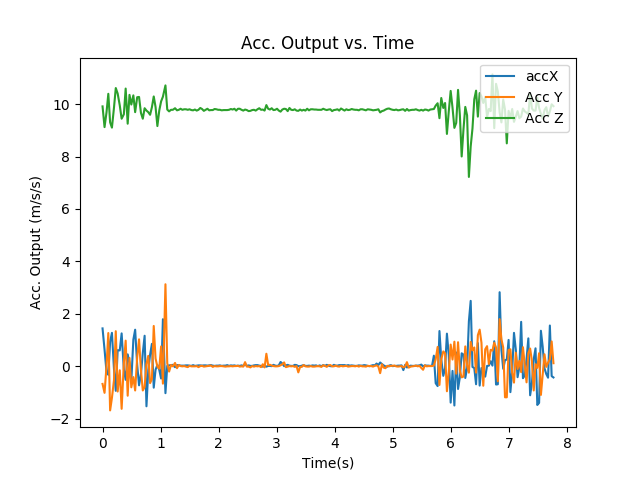 Acc. Output vs. Time
accX
Acc Y
Acc Z
10
8
6
4
2
0
−2
Acc. Output (m/s/s)
0 1 2 3 4 5 6 7 8
Time(s)